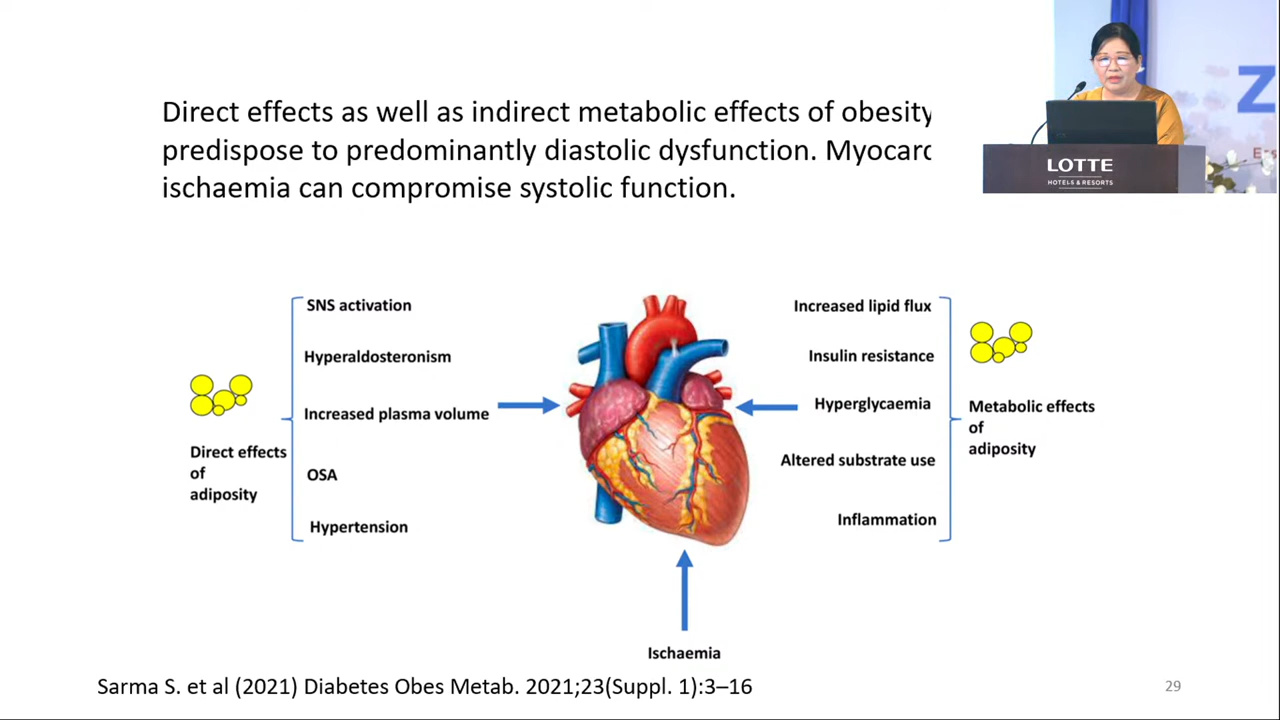 Direct effects as well as indirect metabolic effects of obesity
predispose to predominantly diastolic dysfunction.
ischaemia can compromise systolic function.
LOTTE
HOTELS & RESORTS
Z
SNS activation
Hyperaldosteronism
Increased plasma volume
OSA
Hypertension
Direct effects
of
adiposity
Increased lipid flux
Insulin resistance
Hyperglycaemia
Altered substrate use
Inflammation
Metabolic effects
of
adiposity
Ischaemia
Sarma S. et al (2021) Diabetes Obes Metab. 2021;23(Suppl. 1):3–16
29